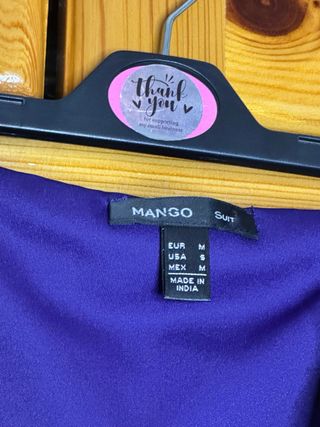 thank
you
for supporting
my small business
MANGO SUIT
EUR M
USA S
MEX M
MADE IN
INDIA